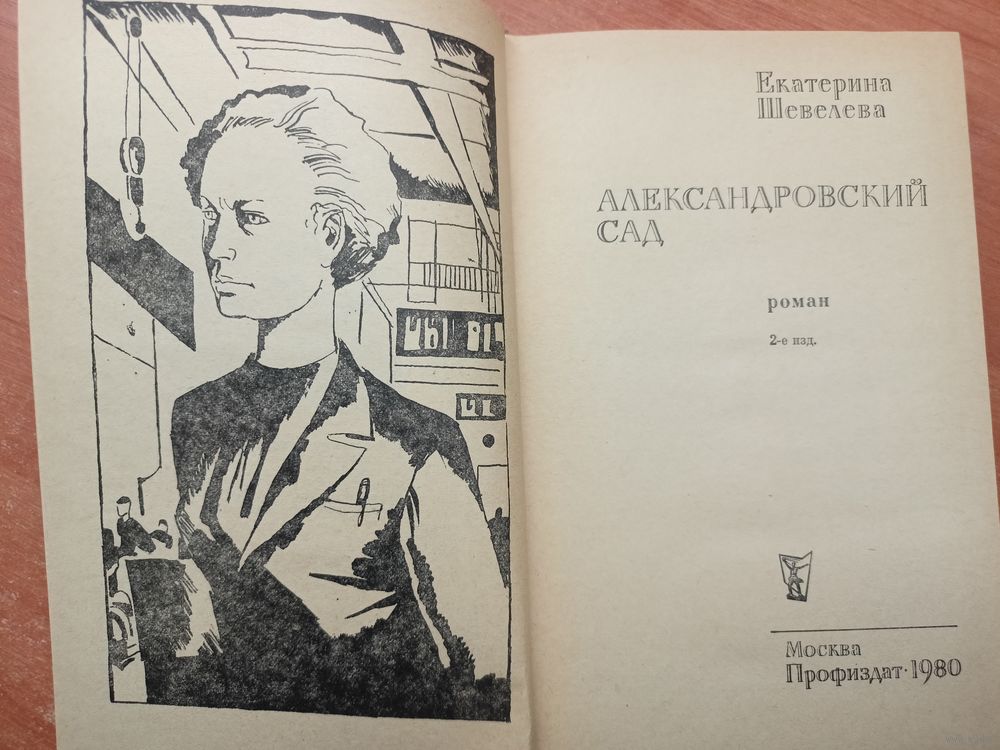 Екатерина
Шевелева
АЛЕКСАНДРОВСКИЙ
САД
роман
2-е изд.
Москва
Профиздат·1980